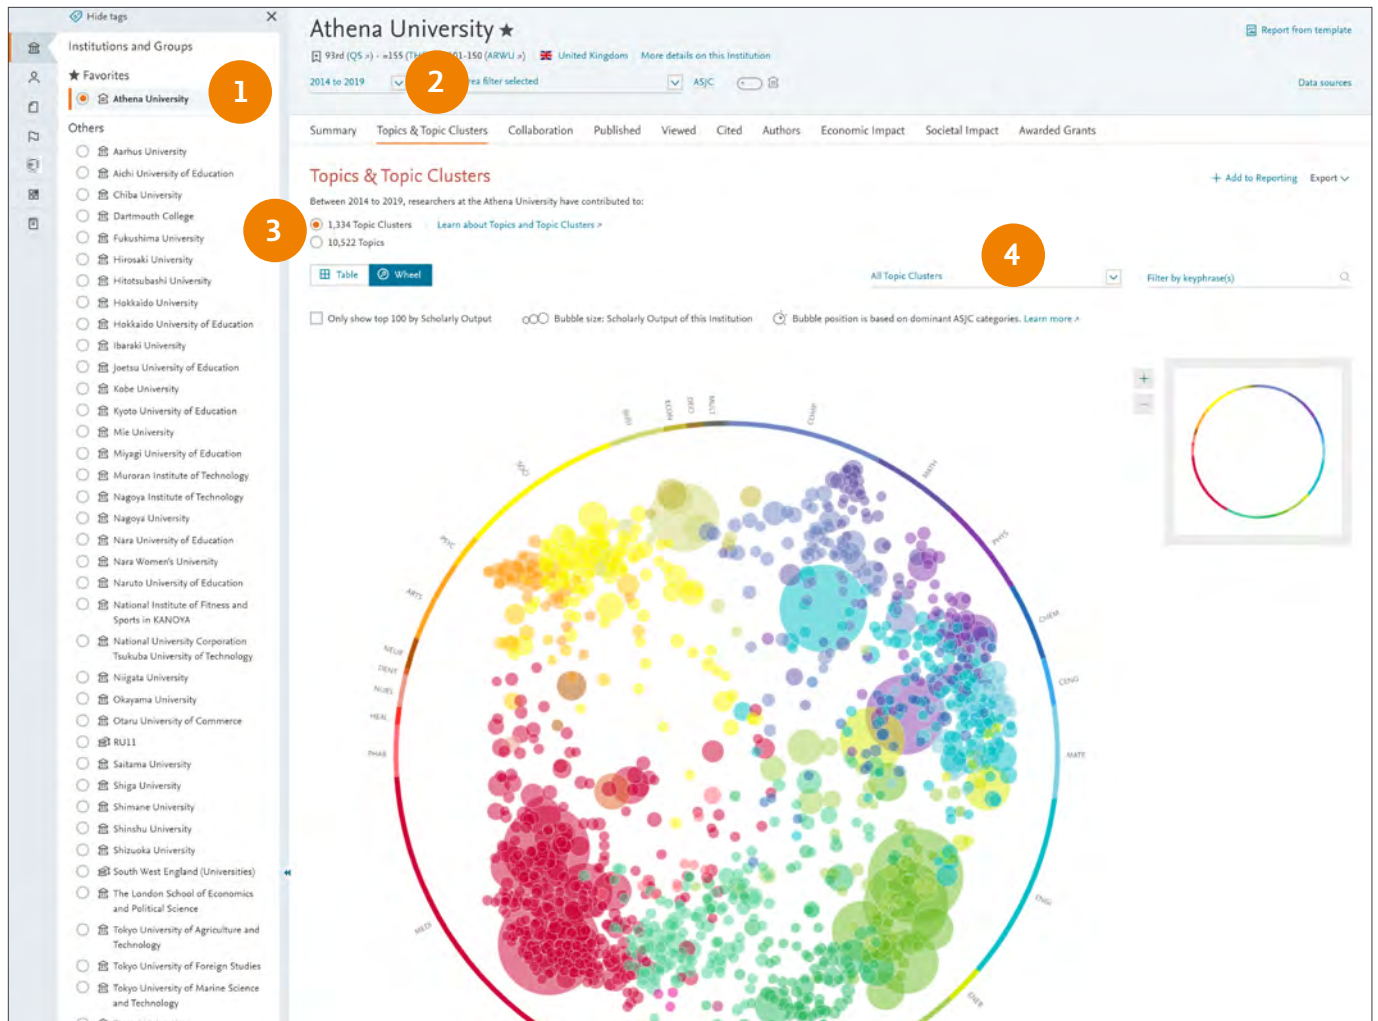 Hide tags
Institutions and Groups
Favorites
Athena University
Others
Aarhus University
Aichi University of Education
Chiba University
Dartmouth College
Fukushima University
Hirosaki University
Hitotsubashi University
Hokkaido University
Hokkaido University of Education
Ibaraki University
Joetsu University of Education
Kobe University
Kyoto University of Education
Mie University
Miyagi University of Education
Muroran Institute of Technology
Nagoya Institute of Technology
Nagoya University
Nara University of Education
Nara Women's University
Naruto University of Education
National Institute of Fitness and
Sports in KANOYA
National University Corporation
Tsukuba University of Technology
Niigata University
Okayama University
Otaru University of Commerce
RU11
Saitama University
Shiga University
Shimane University
Shinshu University
Shizuoka University
South West England (Universities)
The London School of Economics
and Political Science
Tokyo University of Agriculture and
Technology
Tokyo University of Foreign Studies
Tokyo University of Marine Science
and Technology
1
Athena University
Report from template
93rd (QS ») - =155 01-150 (ARWU ») United Kingdom More details on this Institution
2014 to 2019 2 filter selected ASJC Data sources
Summary Topics & Topic Clusters Collaboration Published Viewed Cited Authors Economic Impact Societal Impact Awarded Grants
Topics & Topic Clusters
+ Add to Reporting Export
Between 2014 to 2019, researchers at the Athena University have contributed to:
3 1,334 Topic Clusters Learn about Topics and Topic Clusters
10,522 Topics
4
Table Wheel All Topic Clusters Filter by keyphrase(s)
Only show top 100 by Scholarly Output Bubble size: Scholarly Output of this Institution Bubble position is based on dominant ASJC categories. Learn more
+
−
BUSI
ECON
DECI
MULT
COMP
MATH
PHYS
CHEM
CENG
MATE
ENGI
ENER
SOCI
PSYC
ARTS
NEUR
DENT
NURS
HEAL
PHAR
MEDI